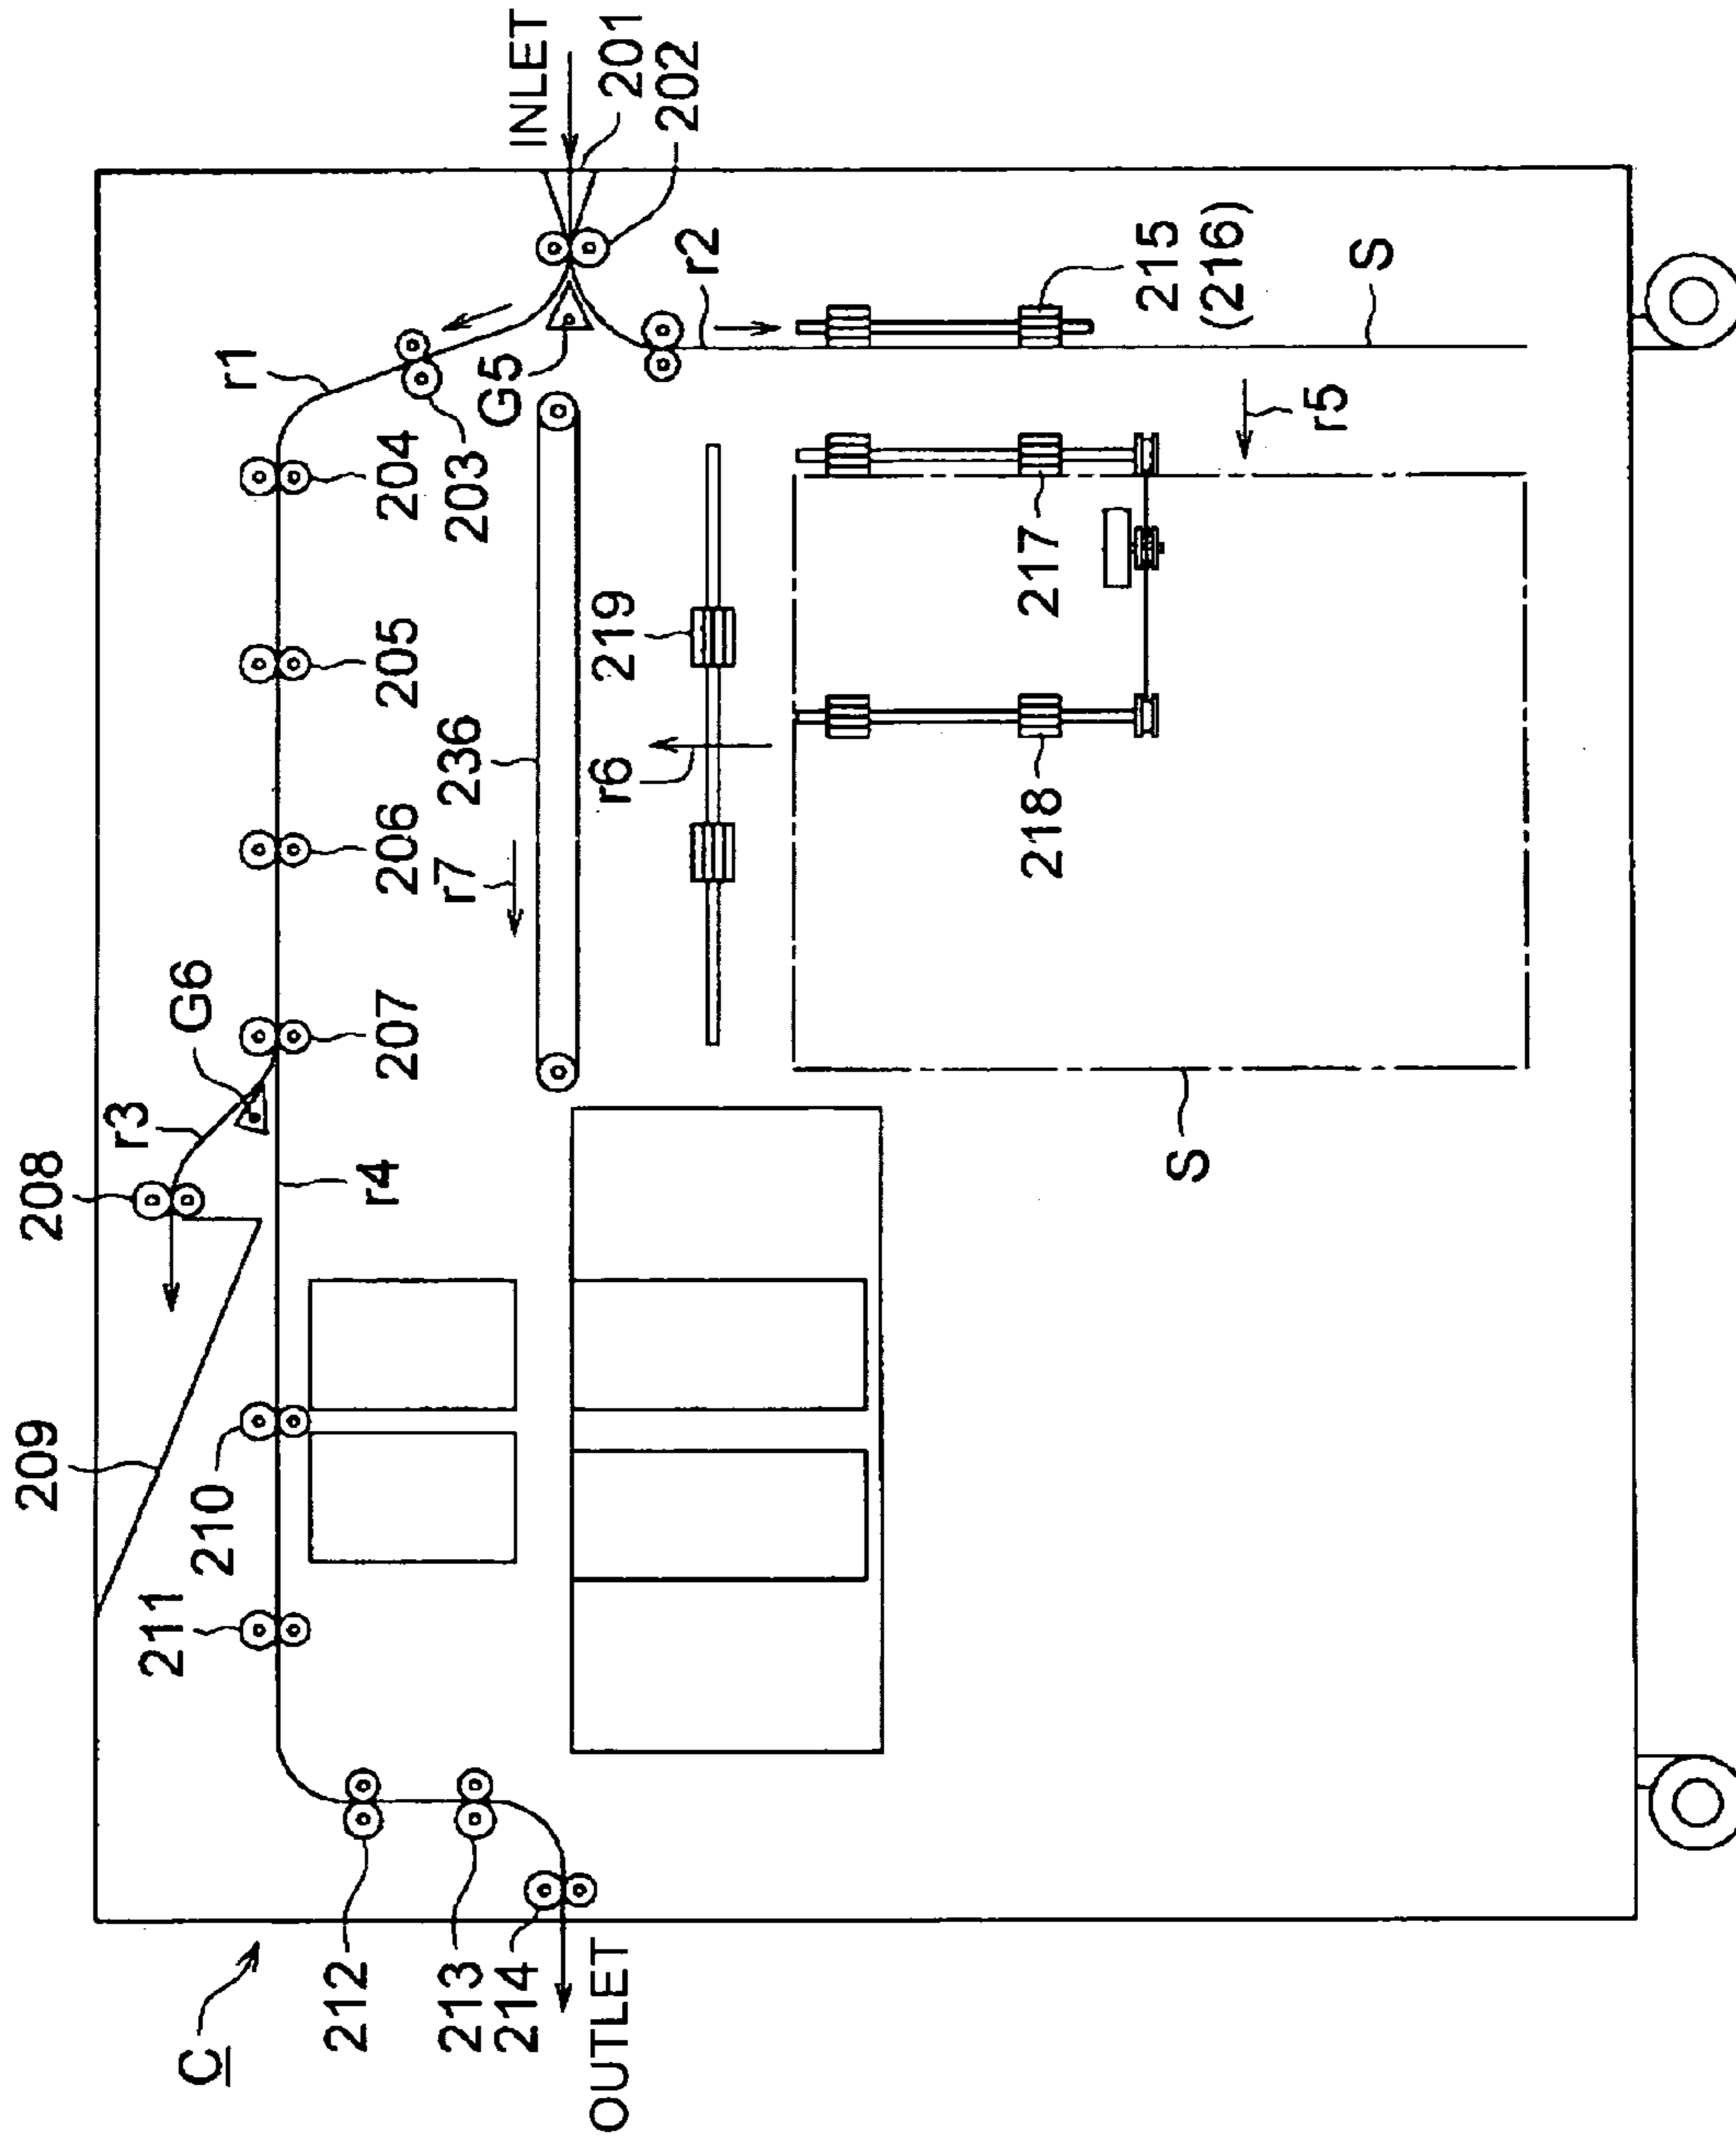 209
208
211
r3
C
210
G6
r1
212
r4
207
206
205
204
213
r7
236
203
214
G5
INLET
OUTLET
r6
219
201
202
r2
218
217
215
(216)
S
r5
S